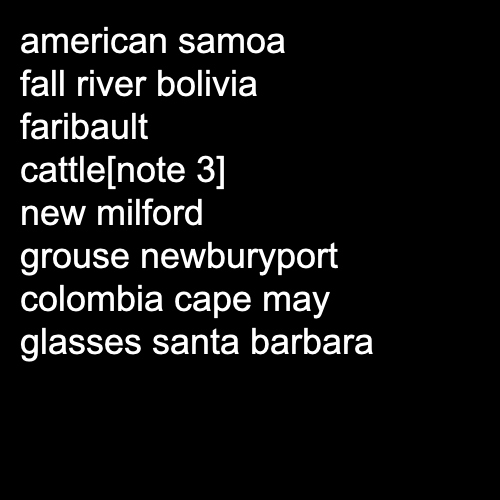 american samoa
fall river bolivia
faribault
cattle[note 3]
new milford
grouse newburyport
colombia cape may
glasses santa barbara